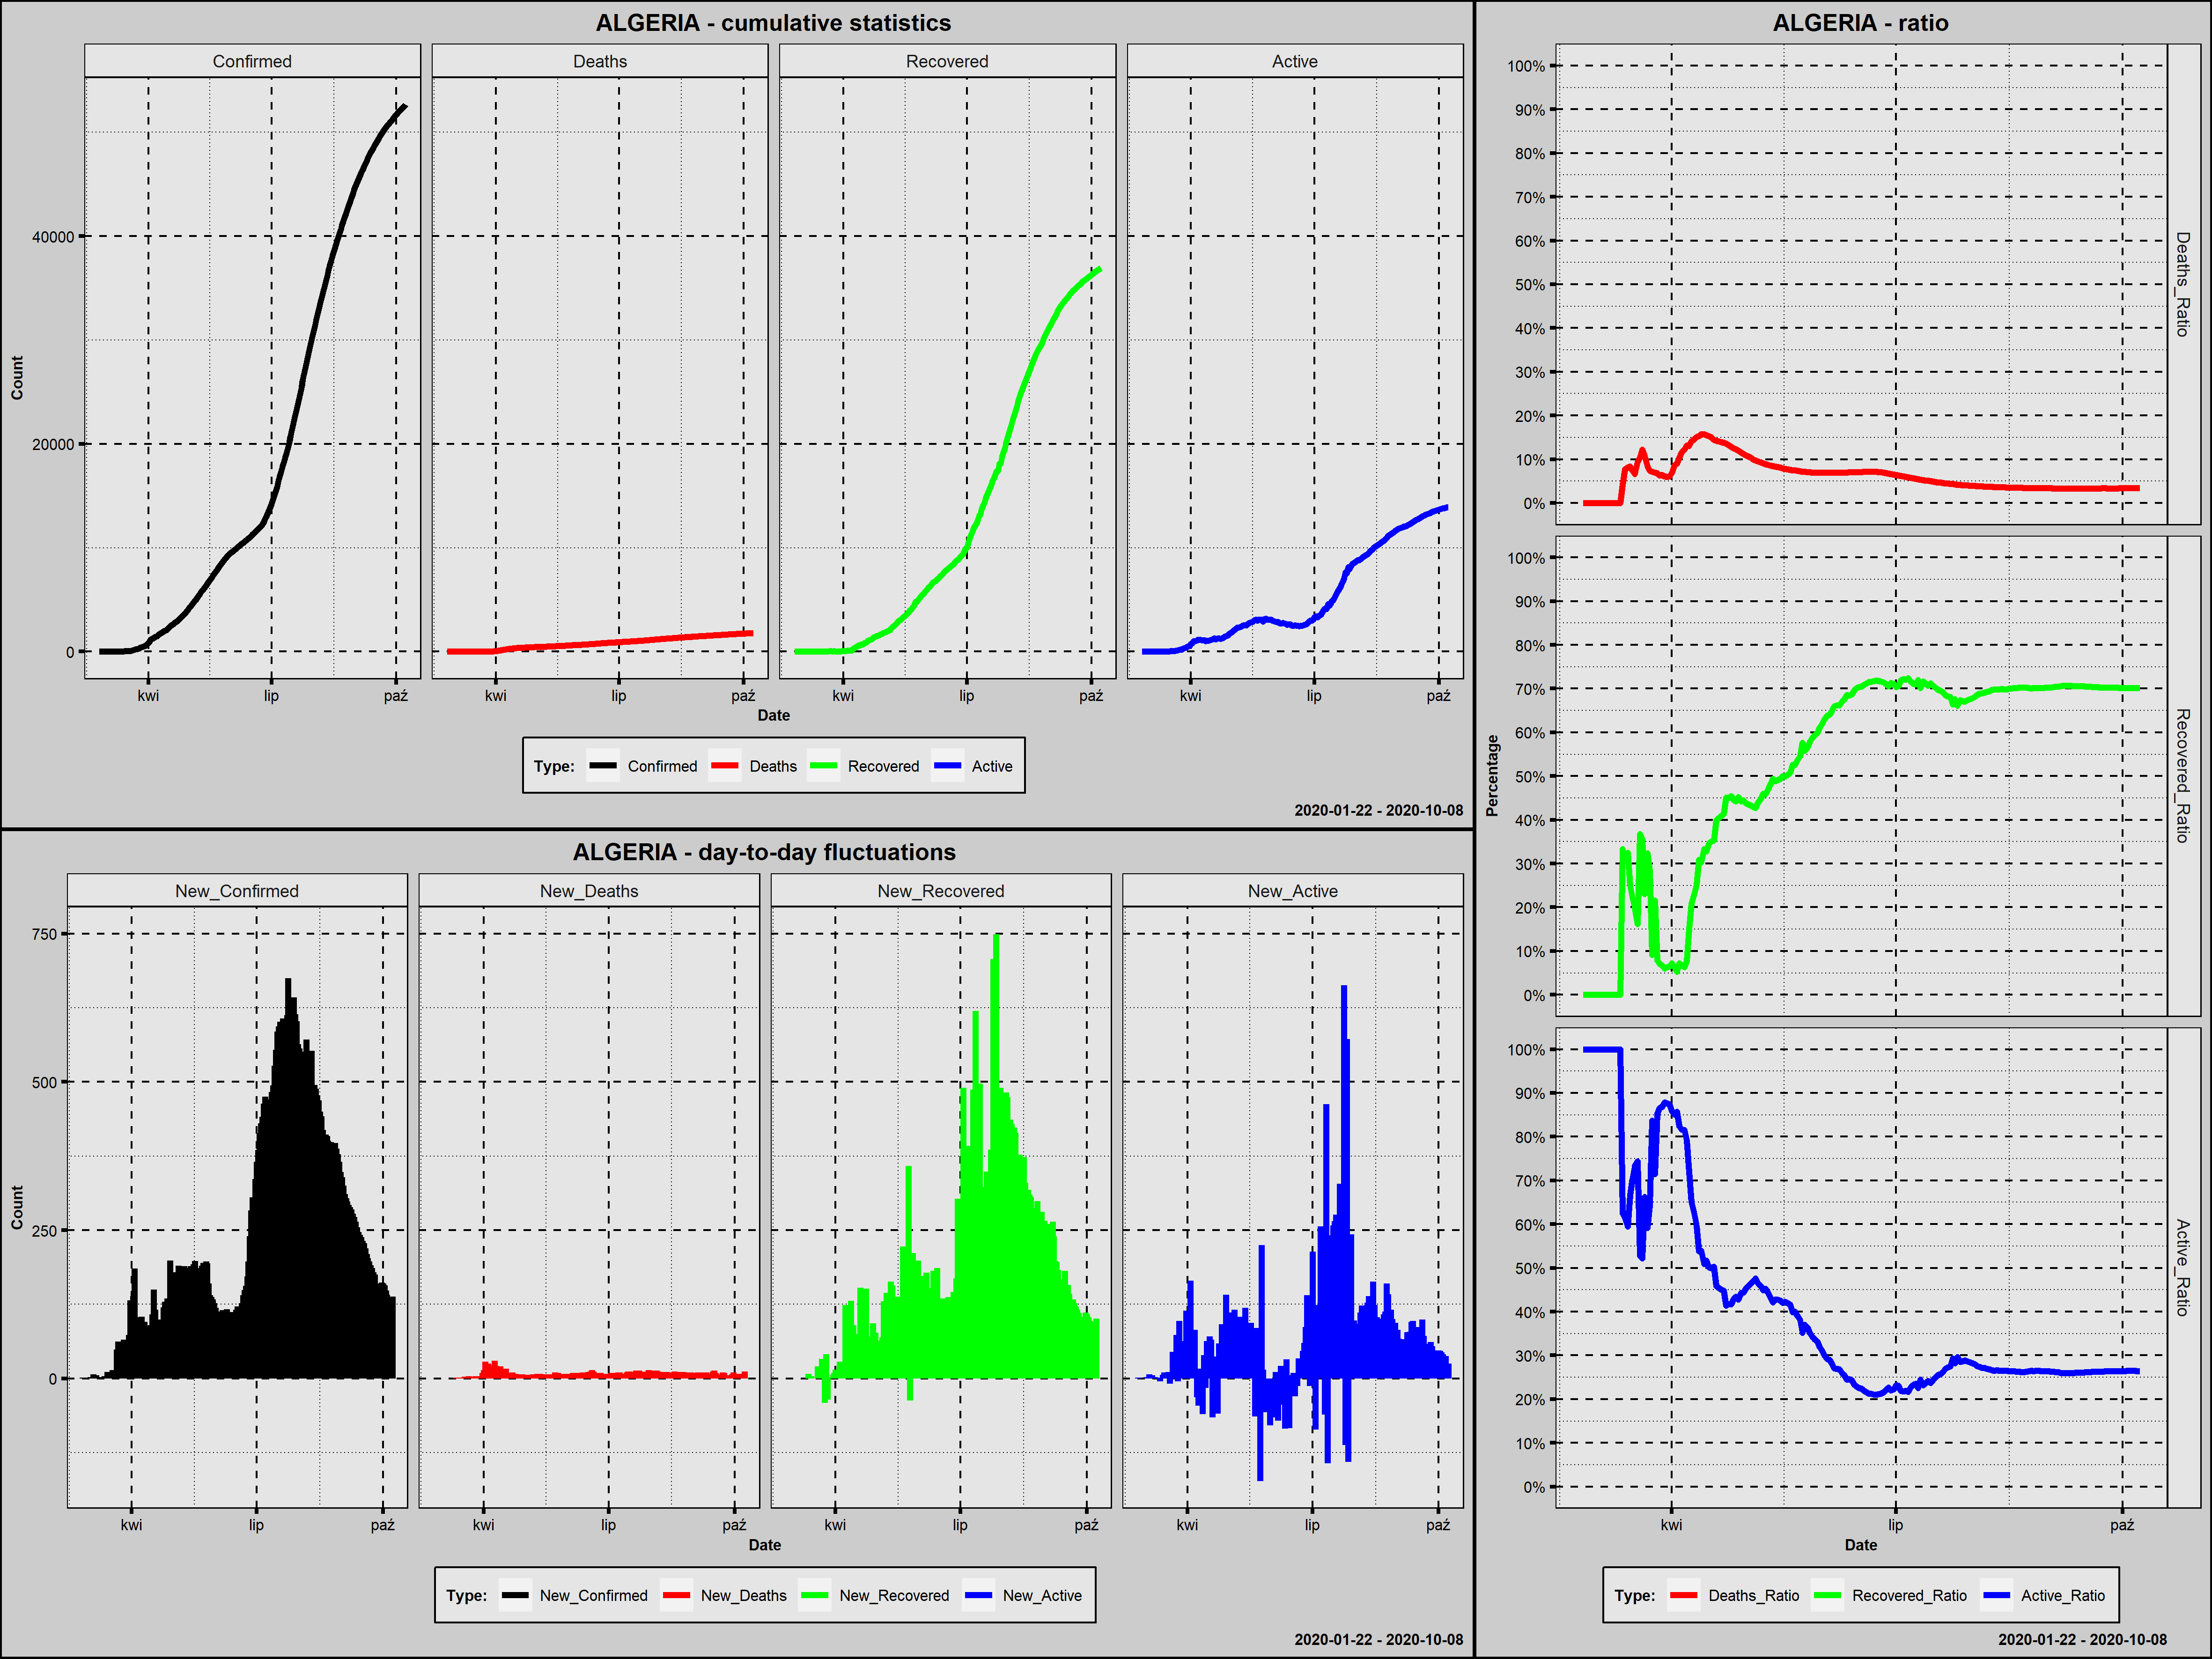 ALGERIA - cumulative statistics
Confirmed Deaths Recovered Active
Count
40000
20000
0
kwi lip paź kwi lip paź kwi lip paź kwi lip paź
Date
Type: Confirmed Deaths Recovered Active
2020-01-22 - 2020-10-08
ALGERIA - day-to-day fluctuations
New_Confirmed New_Deaths New_Recovered New_Active
Count
750
500
250
0
kwi lip paź kwi lip paź kwi lip paź kwi lip paź
Date
Type: New_Confirmed New_Deaths New_Recovered New_Active
2020-01-22 - 2020-10-08
ALGERIA - ratio
Percentage
100%
90%
80%
70%
60%
50%
40%
30%
20%
10%
0%
Deaths_Ratio
100%
90%
80%
70%
60%
50%
40%
30%
20%
10%
0%
Recovered_Ratio
100%
90%
80%
70%
60%
50%
40%
30%
20%
10%
0%
Active_Ratio
kwi lip paź
Date
Type: Deaths_Ratio Recovered_Ratio Active_Ratio
2020-01-22 - 2020-10-08